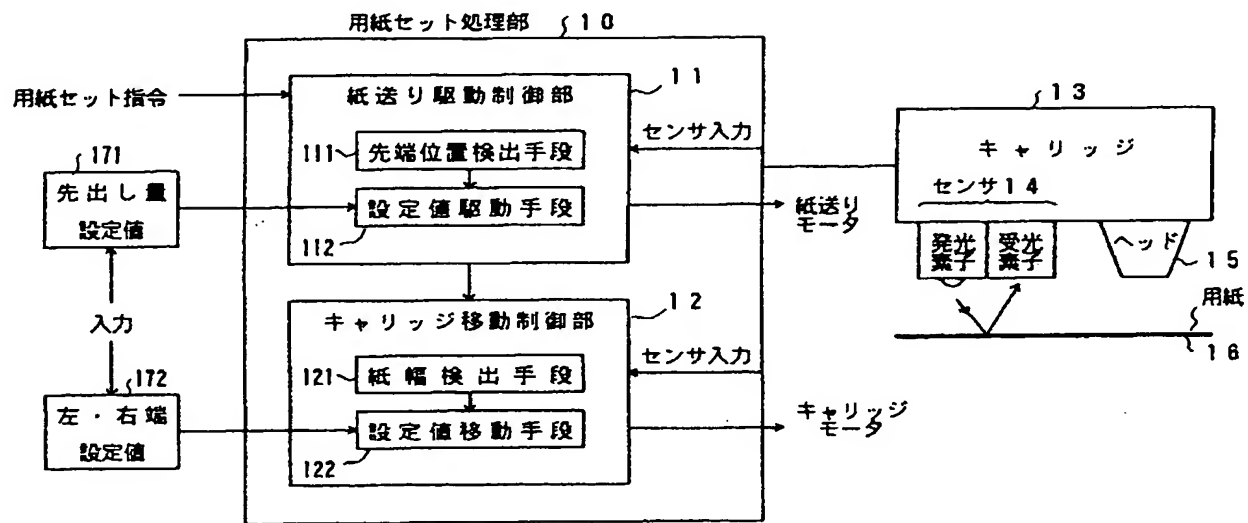 用紙セット処理部 10
用紙セット指令
紙送り駆動制御部
11
111
先端位置検出手段
設定値駆動手段
112
センサ入力
紙送り
モータ
171
先出し量
設定値
入力
172
左・右端
設定値
キャリッジ移動制御部
12
121
紙幅検出手段
設定値移動手段
122
センサ入力
キャリッジ
モータ
13
キャリッジ
センサ14
発光
素子
受光
素子
ヘッド
15
用紙
16